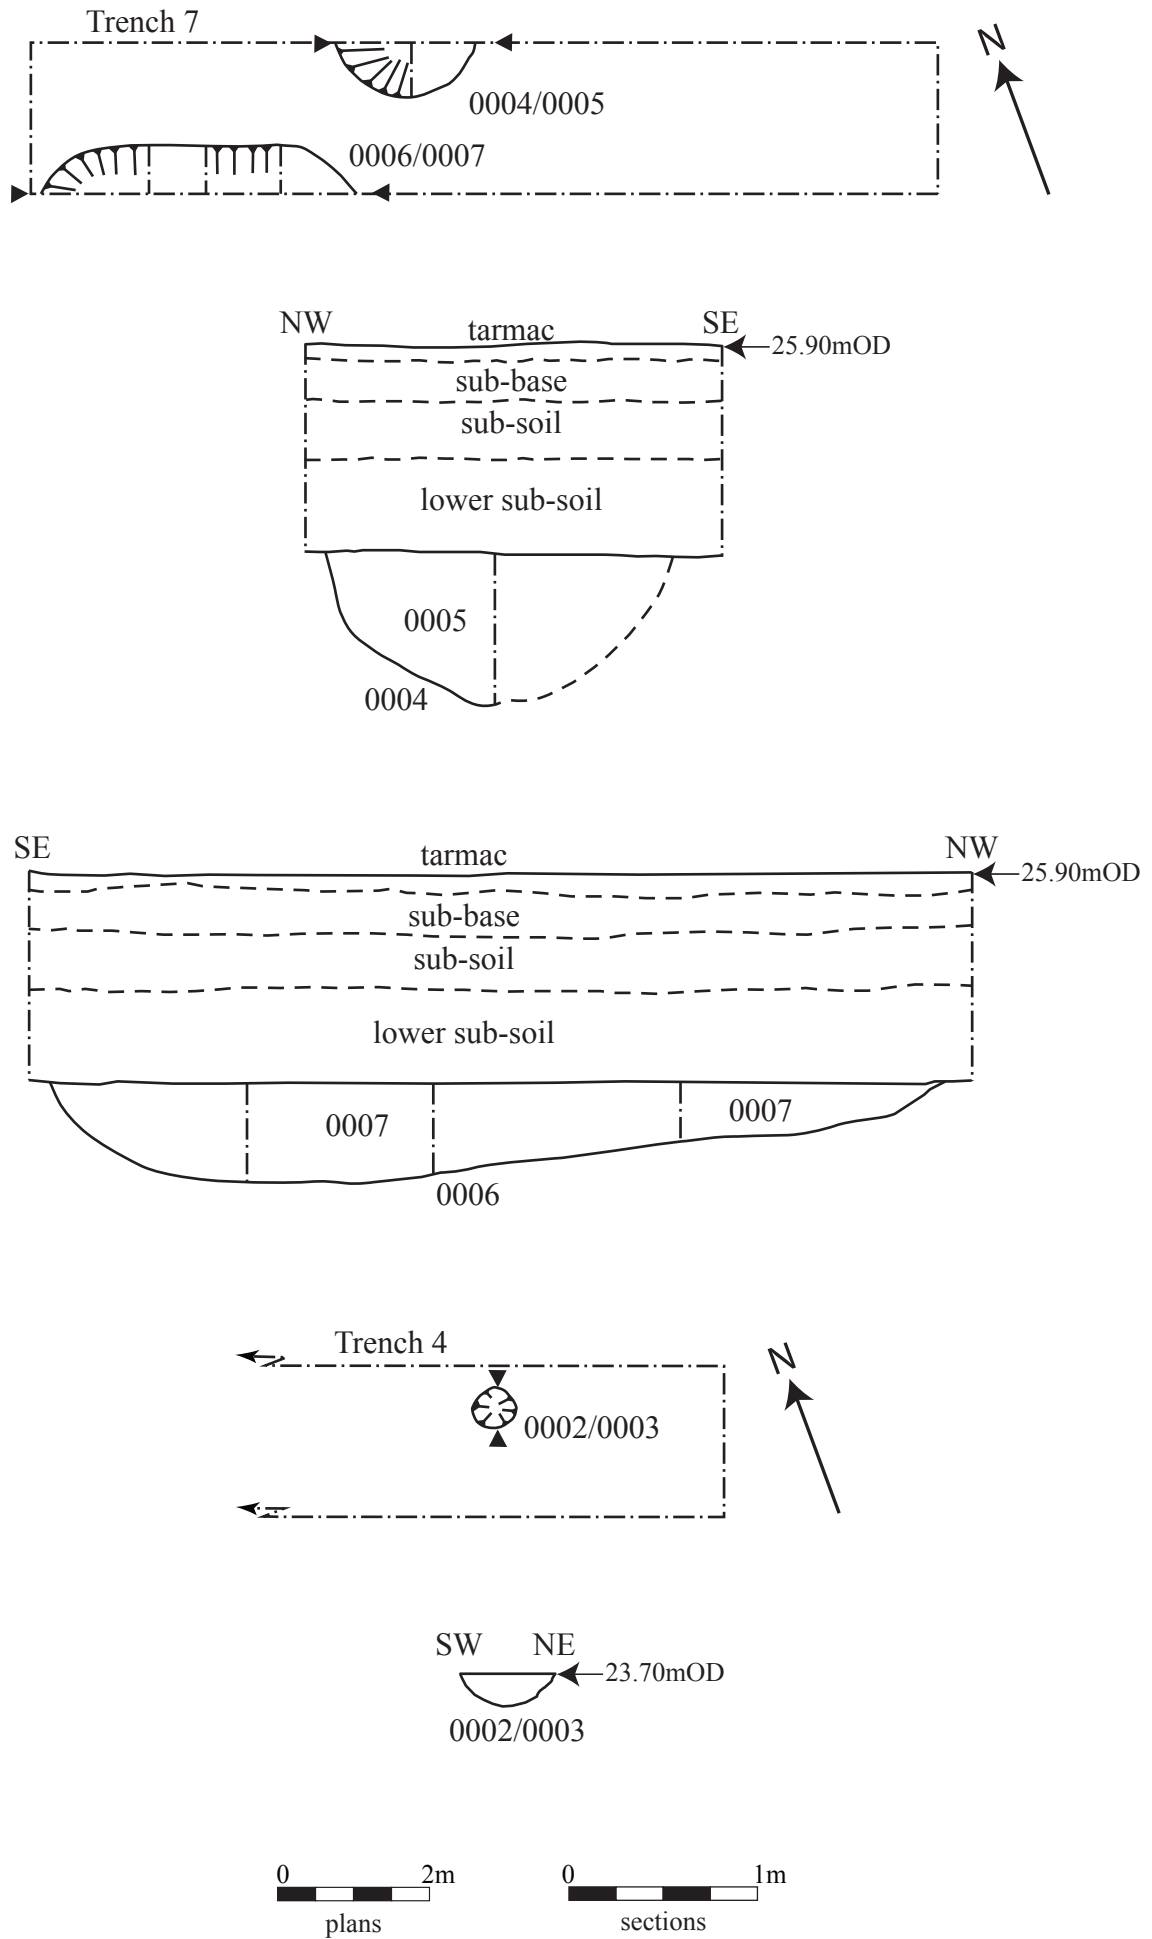 Trench 7
N
0004/0005
0006/0007
NW
tarmac
SE
25.90mOD
sub-base
sub-soil
lower sub-soil
0005
0004
SE
tarmac
NW
25.90mOD
sub-base
sub-soil
lower sub-soil
0007
0007
0006
Trench 4
N
0002/0003
SW NE
23.70mOD
0002/0003
0 2m
plans
0 1m
sections